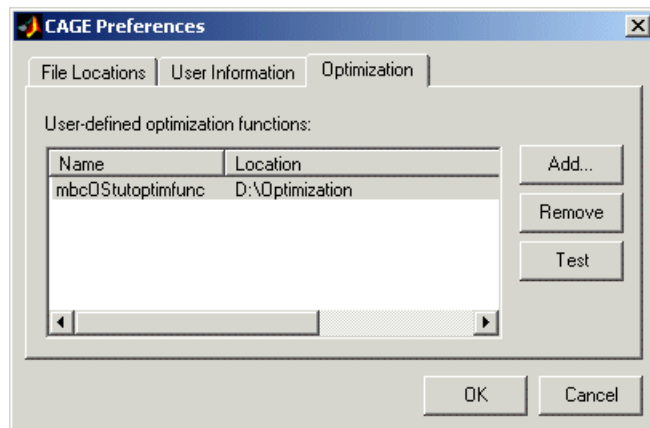 CAGE Preferences
File Locations User Information Optimization
User-defined optimization functions:
Name Location
mbcOStutoptimfunc D:\Optimization
Add...
Remove
Test
OK Cancel